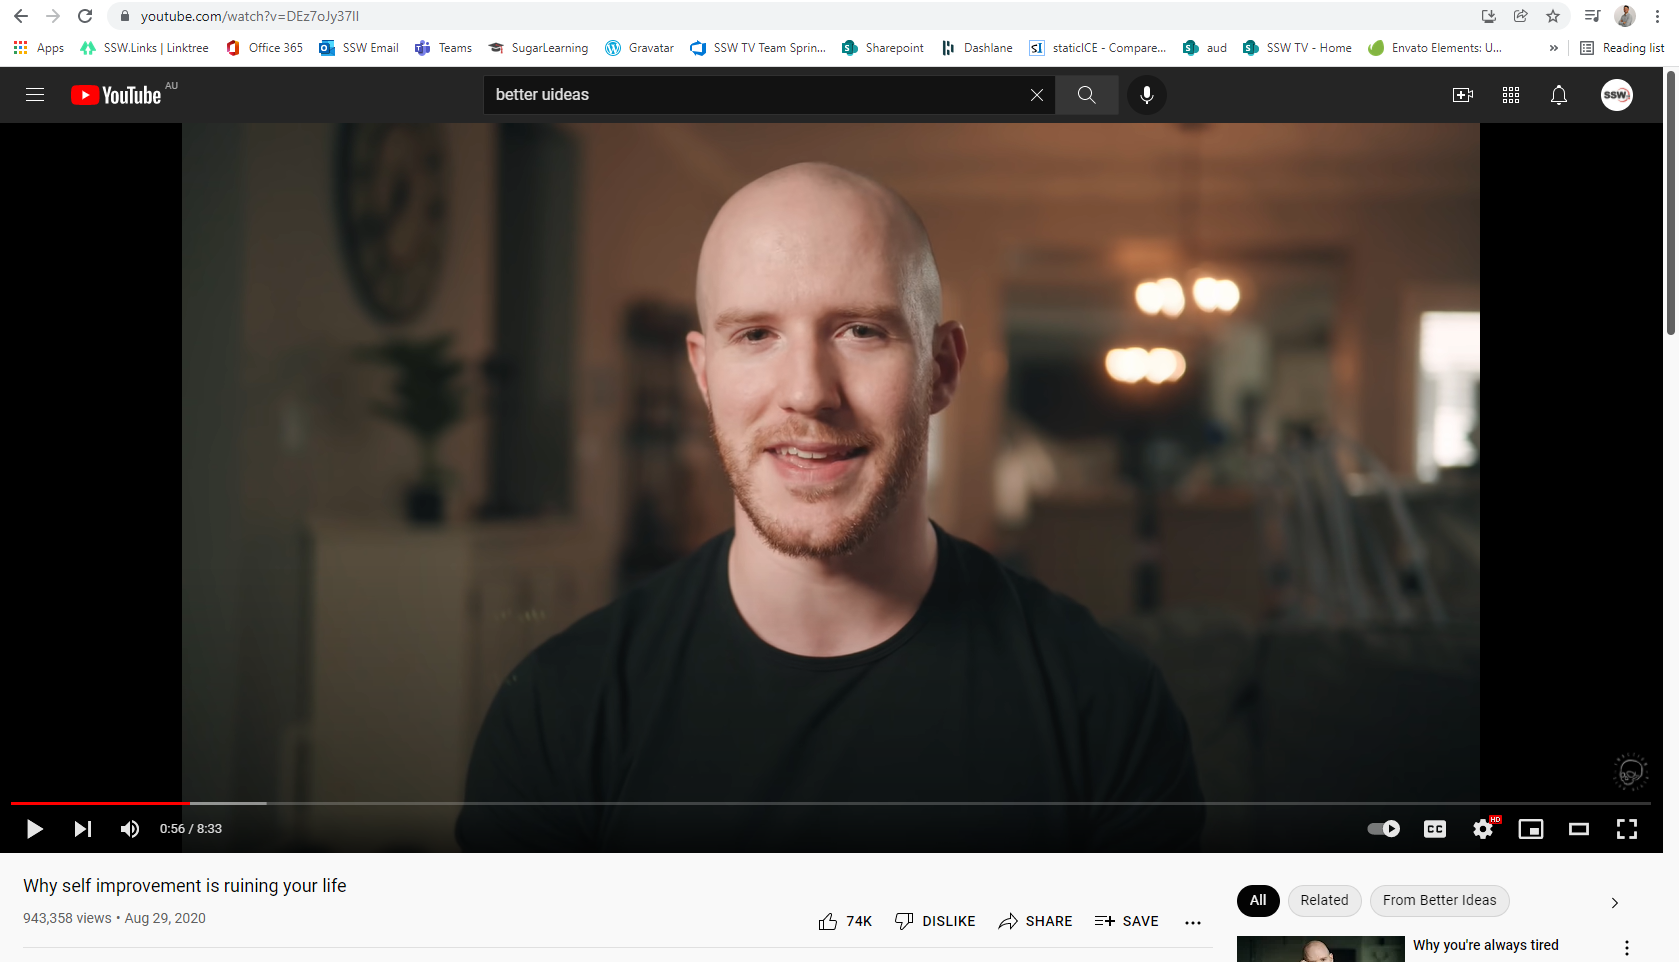 youtube.com/watch?v=DEz7oJy37lI
Apps SSW.Links | Linktree Office 365 SSW Email Teams SugarLearning Gravatar SSW TV Team Sprin... Sharepoint Dashlane staticICE - Compare... aud SSW TV - Home Envato Elements: U... » Reading list
YouTube AU
better uideas
SSW
0:56 / 8:33
CC
HD
Why self improvement is ruining your life
943,358 views • Aug 29, 2020
74K DISLIKE SHARE SAVE ...
All Related From Better Ideas
Why you're always tired